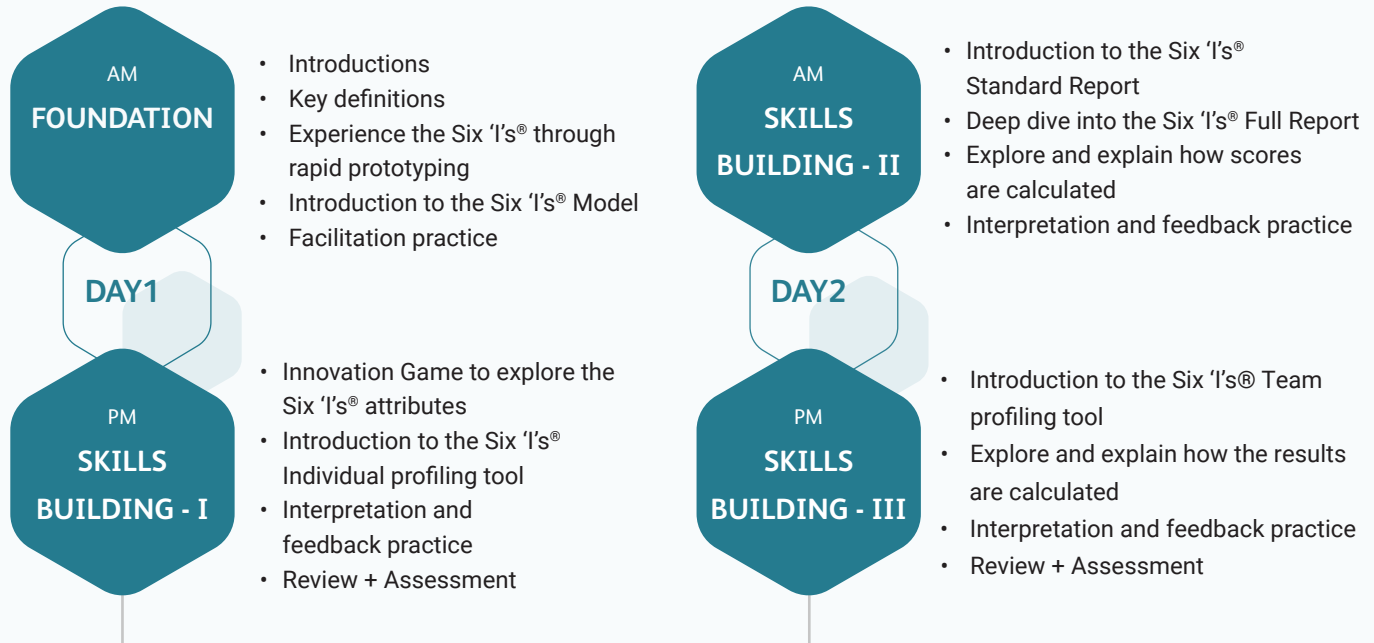 AM
FOUNDATION
• Introductions
• Key definitions
• Experience the Six ‘I’s® through
rapid prototyping
• Introduction to the Six ‘I’s® Model
• Facilitation practice
DAY1
PM
SKILLS
BUILDING - I
• Innovation Game to explore the
Six ‘I’s® attributes
• Introduction to the Six ‘I’s®
Individual profiling tool
• Interpretation and
feedback practice
• Review + Assessment
AM
SKILLS
BUILDING - II
• Introduction to the Six ‘I’s®
Standard Report
• Deep dive into the Six ‘I’s® Full Report
• Explore and explain how scores
are calculated
• Interpretation and feedback practice
DAY2
PM
SKILLS
BUILDING - III
• Introduction to the Six ‘I’s® Team
profiling tool
• Explore and explain how the results
are calculated
• Interpretation and feedback practice
• Review + Assessment